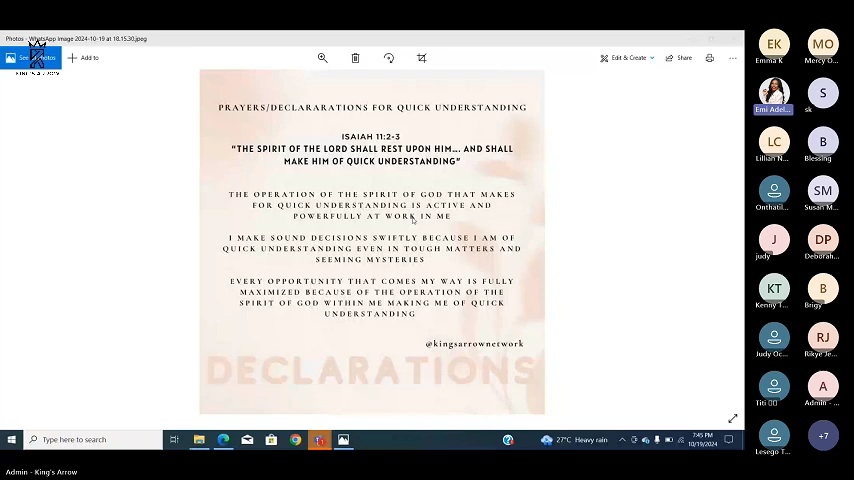 Photos - WhatsApp Image 2024-10-19 at 18.15.30.jpeg
Add to
Edit & Create
Share
PRAYERS/DECLARARATIONS FOR QUICK UNDERSTANDING
ISAIAH 11:2-3
"THE SPIRIT OF THE LORD SHALL REST UPON HIM.... AND SHALL
MAKE HIM OF QUICK UNDERSTANDING"
THE OPERATION OF THE SPIRIT OF GOD THAT MAKES
FOR QUICK UNDERSTANDING IS ACTIVE AND
POWERFULLY AT WORK IN ME
I MAKE SOUND DECISIONS SWIFTLY BECAUSE I AM OF
QUICK UNDERSTANDING EVEN IN TOUGH MATTERS AND
SEEMING MYSTERIES
EVERY OPPORTUNITY THAT COMES MY WAY IS FULLY
MAXIMIZED BECAUSE OF THE OPERATION OF THE
SPIRIT OF GOD WITHIN ME MAKING ME OF QUICK
UNDERSTANDING
@kingsarrownetwork
DECLARATIONS
Type here to search
27°C Heavy rain
7:45 PM
10/19/2024
Admin - King's Arrow
EK
Emma K
MO
Mercy O...
Emi Adel...
S
sk
LC
Lillian N...
B
Blessing
Onthatil...
SM
Susan M...
J
judy
DP
Deborah...
KT
Kenny T...
B
Brigy
Judy Oc...
RJ
Rikye Je...
Titi
A
Admin - ...
Lesego T...
+7